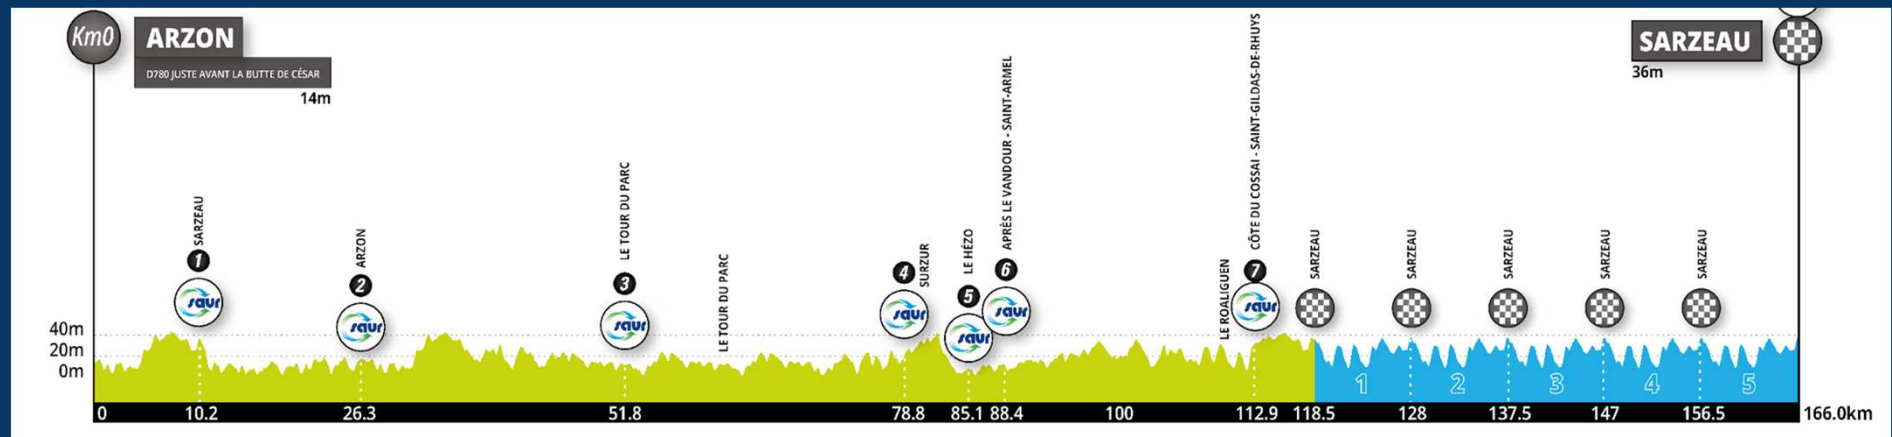 Km0
ARZON
D780 JUSTE AVANT LA BUTTE DE CÉSAR
14m
SARZEAU
36m
1
SARZEAU
saur
2
ARZON
saur
3
LE TOUR DU PARC
saur
LE TOUR DU PARC
4
SURZUR
saur
5
LE HÉZO
saur
6
APRÈS LE VANDOUR - SAINT-ARMEL
saur
LE ROALIGUEN
7
CÔTE DU COSSAI - SAINT-GILDAS-DE-RHUYS
saur
SARZEAU
SARZEAU
SARZEAU
SARZEAU
SARZEAU
40m
20m
0m
1 2 3 4 5
0 10.2 26.3 51.8 78.8 85.1 88.4 100 112.9 118.5 128 137.5 147 156.5 166.0km